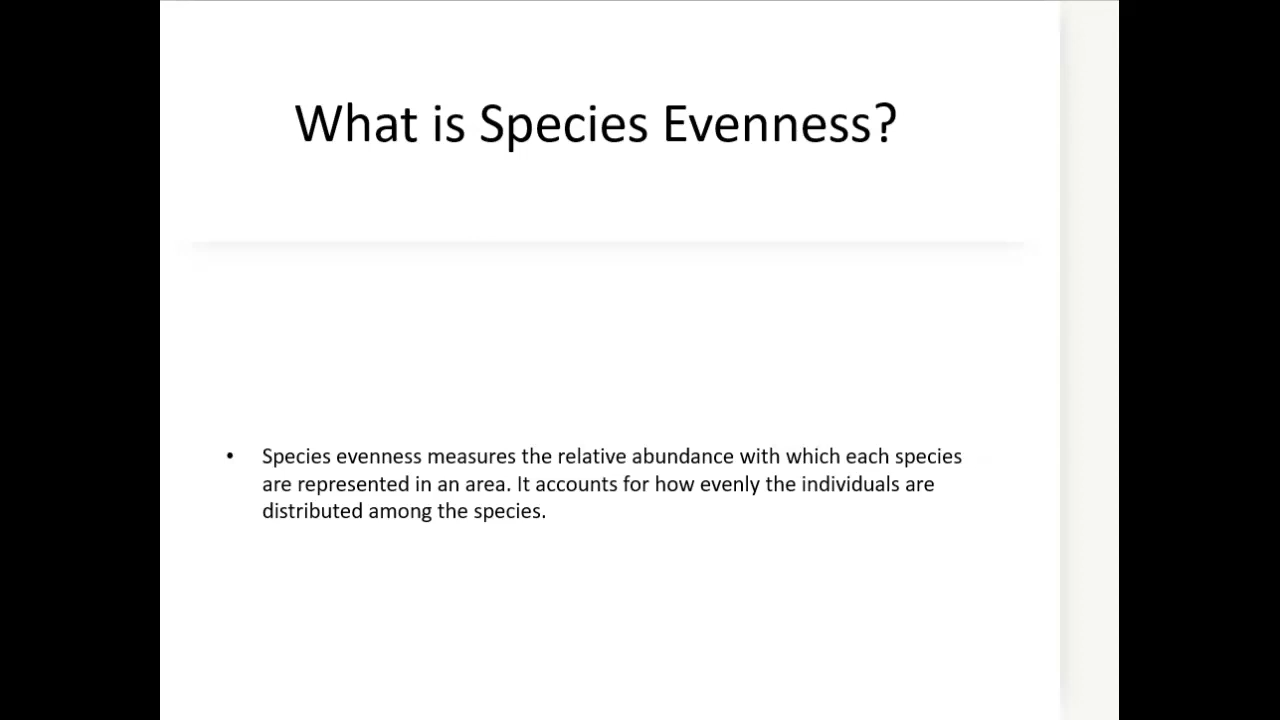 What is Species Evenness?
• Species evenness measures the relative abundance with which each species
are represented in an area. It accounts for how evenly the individuals are
distributed among the species.